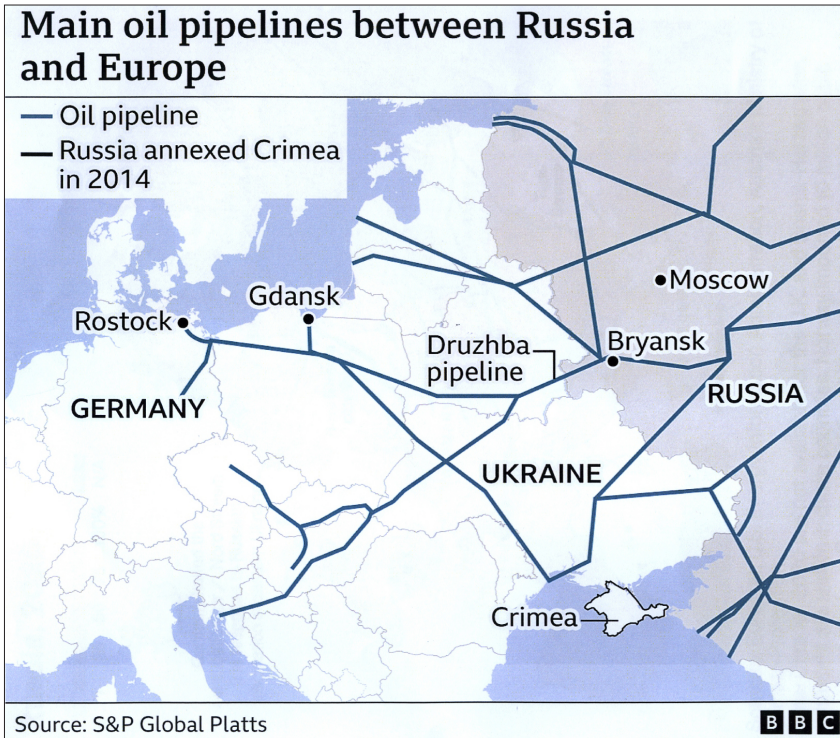 Main oil pipelines between Russia
and Europe
Oil pipeline
Russia annexed Crimea
in 2014
Moscow
Gdansk
Rostock
Druzhba
pipeline
Bryansk
RUSSIA
GERMANY
UKRAINE
Crimea
Source: S&P Global Platts
BBC